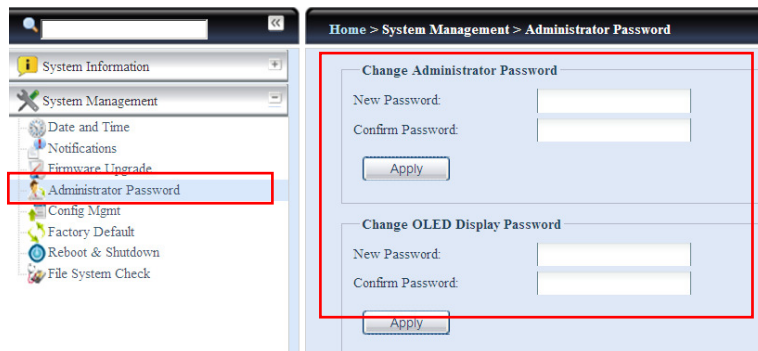 Home > System Management > Administrator Password
System Information
System Management
Date and Time
Notifications
Firmware Upgrade
Administrator Password
Config Mgmt
Factory Default
Reboot & Shutdown
File System Check
Change Administrator Password
New Password:
Confirm Password:
Apply
Change OLED Display Password
New Password:
Confirm Password:
Apply